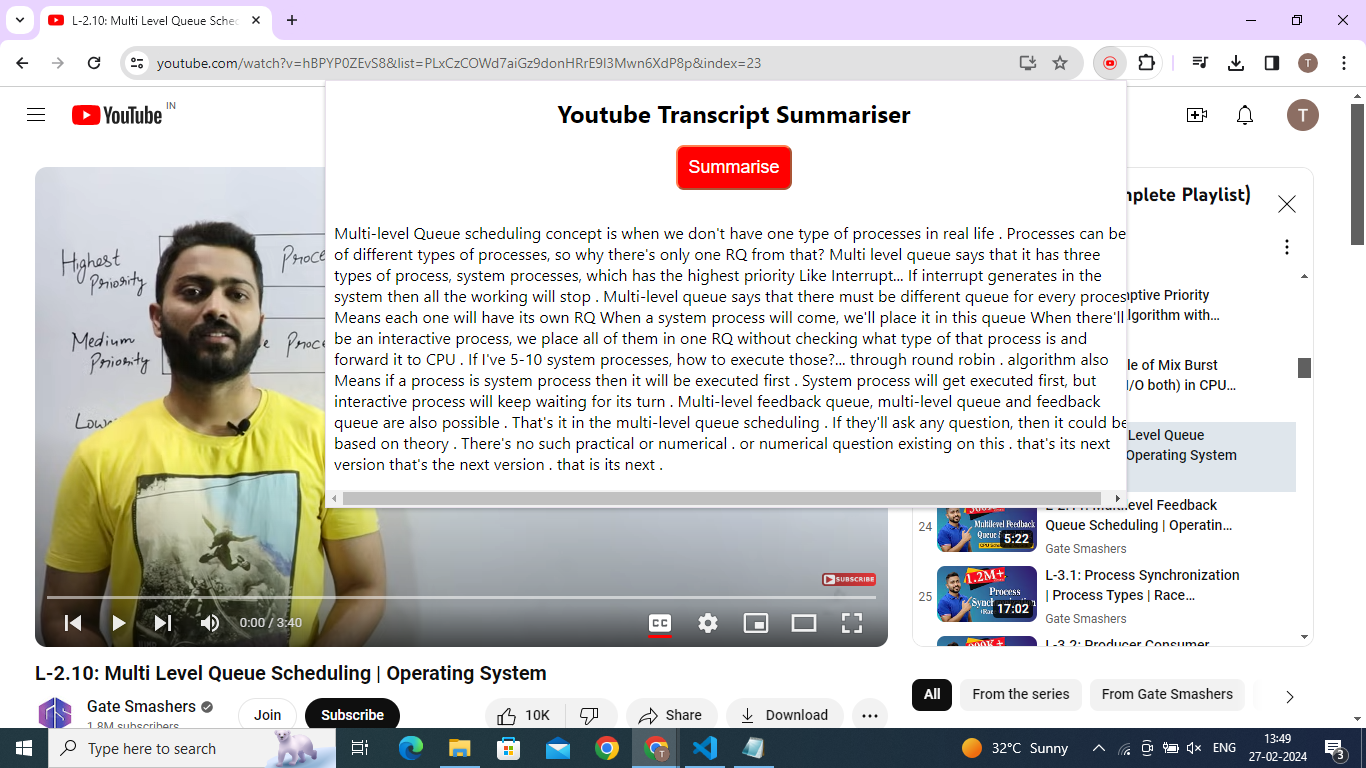 L-2.10: Multi Level Queue Sched
youtube.com/watch?v=hBPYP0ZEvS8&list=PLxCzCOWd7aiGz9donHRrE9I3Mwn6XdP8p&index=23
T
YouTube IN
T
Youtube Transcript Summariser
Summarise
Multi-level Queue scheduling concept is when we don't have one type of processes in real life . Processes can be
of different types of processes, so why there's only one RQ from that? Multi level queue says that it has three
types of process, system processes, which has the highest priority Like Interrupt... If interrupt generates in the
system then all the working will stop . Multi-level queue says that there must be different queue for every proces
Means each one will have its own RQ When a system process will come, we'll place it in this queue When there'll
be an interactive process, we place all of them in one RQ without checking what type of that process is and
forward it to CPU . If I've 5-10 system processes, how to execute those?... through round robin . algorithm also
Means if a process is system process then it will be executed first . System process will get executed first, but
interactive process will keep waiting for its turn . Multi-level feedback queue, multi-level queue and feedback
queue are also possible . That's it in the multi-level queue scheduling . If they'll ask any question, then it could be
based on theory . There's no such practical or numerical . or numerical question existing on this . that's its next
version that's the next version . that is its next .
Highest
Priority
Proce
Medium
Priority
Low
SUBSCRIBE
0:00 / 3:40
CC
mplete Playlist)
mptive Priority
lgorithm with...
le of Mix Burst
I/O both) in CPU...
Level Queue
Operating System
24
Multilevel Feedback
5:22
L-2.11: Multilevel Feedback
Queue Scheduling | Operatin...
Gate Smashers
25
1.2M+
Process
17:02
L-3.1: Process Synchronization
| Process Types | Race...
Gate Smashers
L-3.2: Producer Consumer
L-2.10: Multi Level Queue Scheduling | Operating System
Gate Smashers
1.8M subscribers
Join
Subscribe
10K
Share
Download
All
From the series
From Gate Smashers
Type here to search
T
32°C Sunny
ENG
13:49
27-02-2024
3